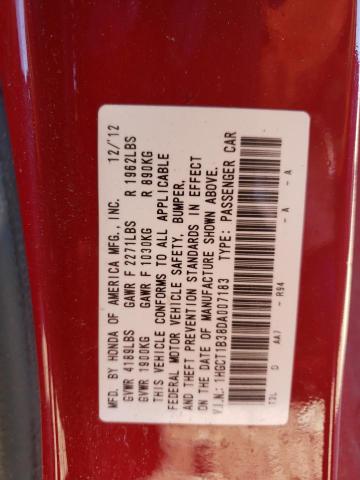 MFD. BY HONDA OF AMERICA MFG., INC. 12/'12
GVWR 4189LBS GAWR F 2271LBS R 1962LBS
GVWR 1900KG GAWR F 1030KG R 890KG
THIS VEHICLE CONFORMS TO ALL APPLICABLE
FEDERAL MOTOR VEHICLE SAFETY, BUMPER,
AND THEFT PREVENTION STANDARDS IN EFFECT
ON THE DATE OF MANUFACTURE SHOWN ABOVE.
V.I.N.: 1HGCT1B38DA007183 TYPE: PASSENGER CAR
T3L D AA7 - R94 - A - A